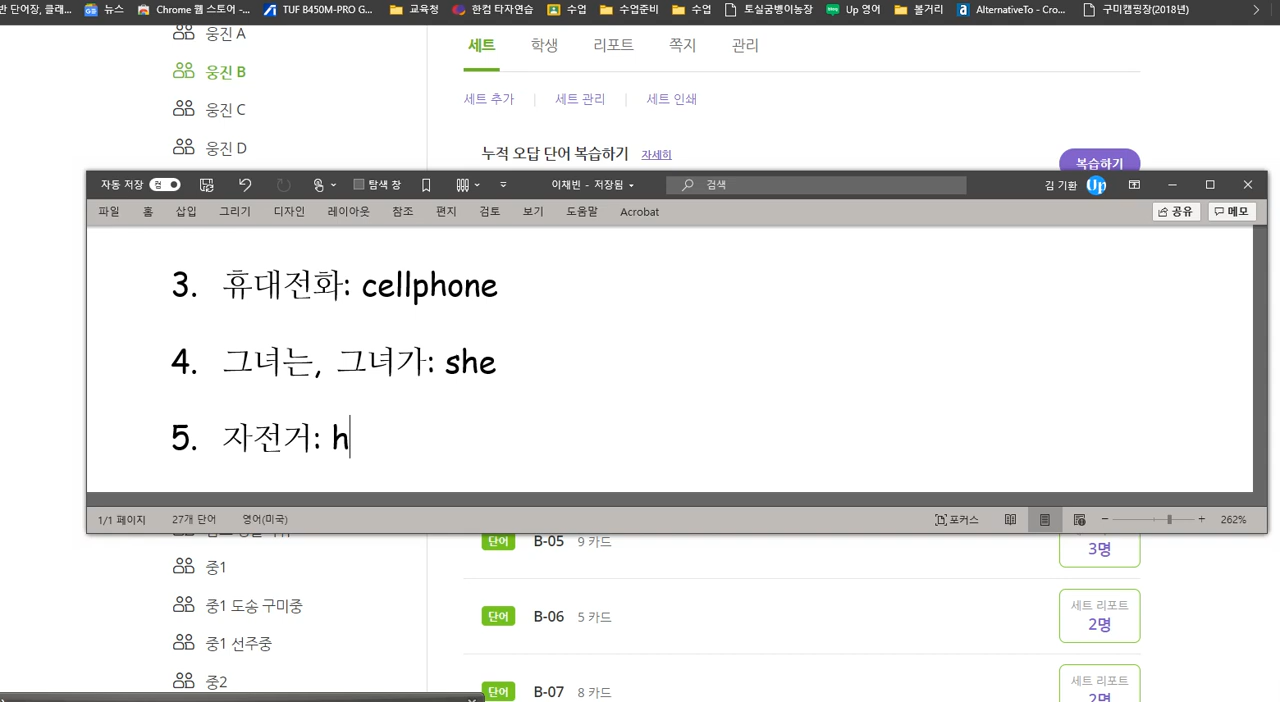 반 단어장, 클래... 뉴스 Chrome 웹 스토어 -... TUF B450M-PRO G... 교육청 한컴 타자연습 수업 수업준비 수업 토실굼벵이농장 Up 영어 볼거리 AlternativeTo - Cro... 구미캠핑장(2018년)
웅진 A
웅진 B
웅진 C
웅진 D
세트 학생 리포트 쪽지 관리
세트 추가 세트 관리 세트 인쇄
누적 오답 단어 복습하기 자세히 복습하기
자동 저장 컴 탐색 창 이재빈 - 저장됨 검색 김 기환 Up
파일 홈 삽입 그리기 디자인 레이아웃 참조 편지 검토 보기 도움말 Acrobat 공유 메모
3. 휴대전화: cellphone
4. 그녀는, 그녀가: she
5. 자전거: h
1/1 페이지 27개 단어 영어(미국) 포커스 262%
중1
중1 도송 구미중
중1 선주중
중2
단어 B-05 9 카드 3명
단어 B-06 5 카드 세트 리포트 2명
단어 B-07 8 카드 세트 리포트 2명